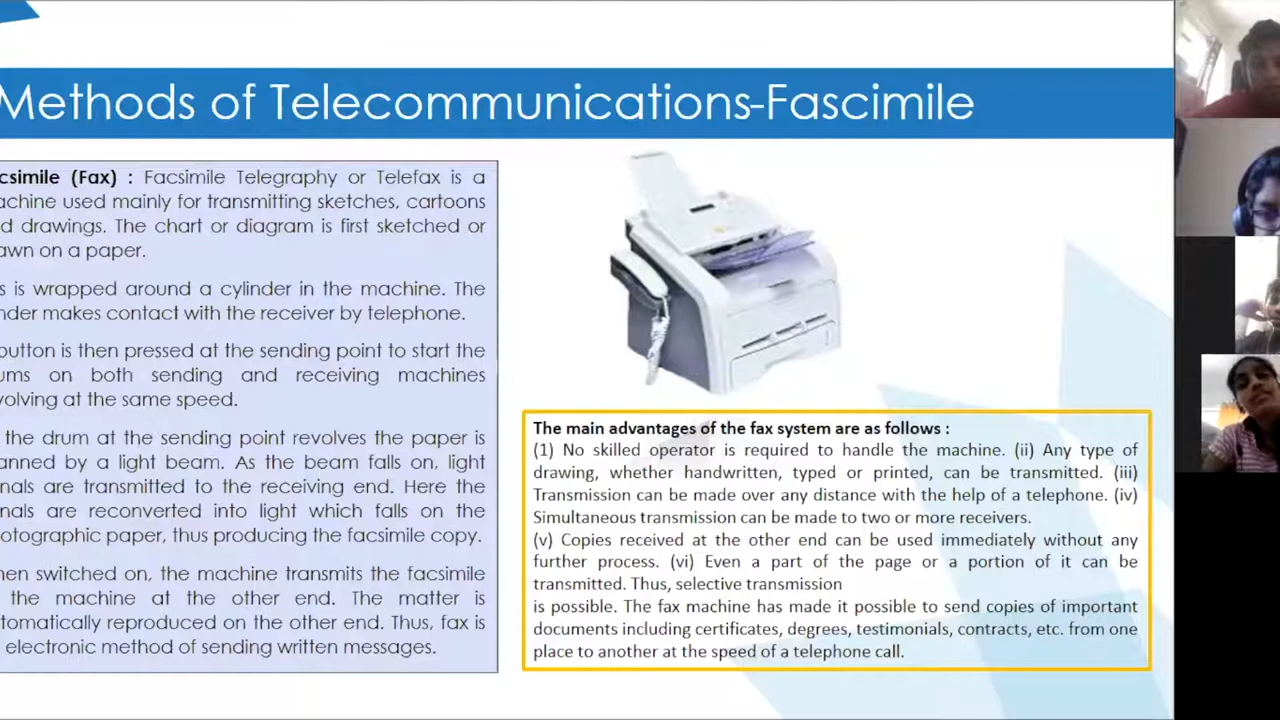 Methods of Telecommunications-Fascimile
csimile (Fax) : Facsimile Telegraphy or Telefax is a
achine used mainly for transmitting sketches, cartoons
d drawings. The chart or diagram is first sketched or
awn on a paper.
s is wrapped around a cylinder in the machine. The
nder makes contact with the receiver by telephone.
button is then pressed at the sending point to start the
ums on both sending and receiving machines
volving at the same speed.
the drum at the sending point revolves the paper is
anned by a light beam. As the beam falls on, light
nals are transmitted to the receiving end. Here the
nals are reconverted into light which falls on the
otographic paper, thus producing the facsimile copy.
hen switched on, the machine transmits the facsimile
the machine at the other end. The matter is
tomatically reproduced on the other end. Thus, fax is
electronic method of sending written messages.
The main advantages of the fax system are as follows :
(1) No skilled operator is required to handle the machine. (ii) Any type of
drawing, whether handwritten, typed or printed, can be transmitted. (iii)
Transmission can be made over any distance with the help of a telephone. (iv)
Simultaneous transmission can be made to two or more receivers.
(v) Copies received at the other end can be used immediately without any
further process. (vi) Even a part of the page or a portion of it can be
transmitted. Thus, selective transmission
is possible. The fax machine has made it possible to send copies of important
documents including certificates, degrees, testimonials, contracts, etc. from one
place to another at the speed of a telephone call.